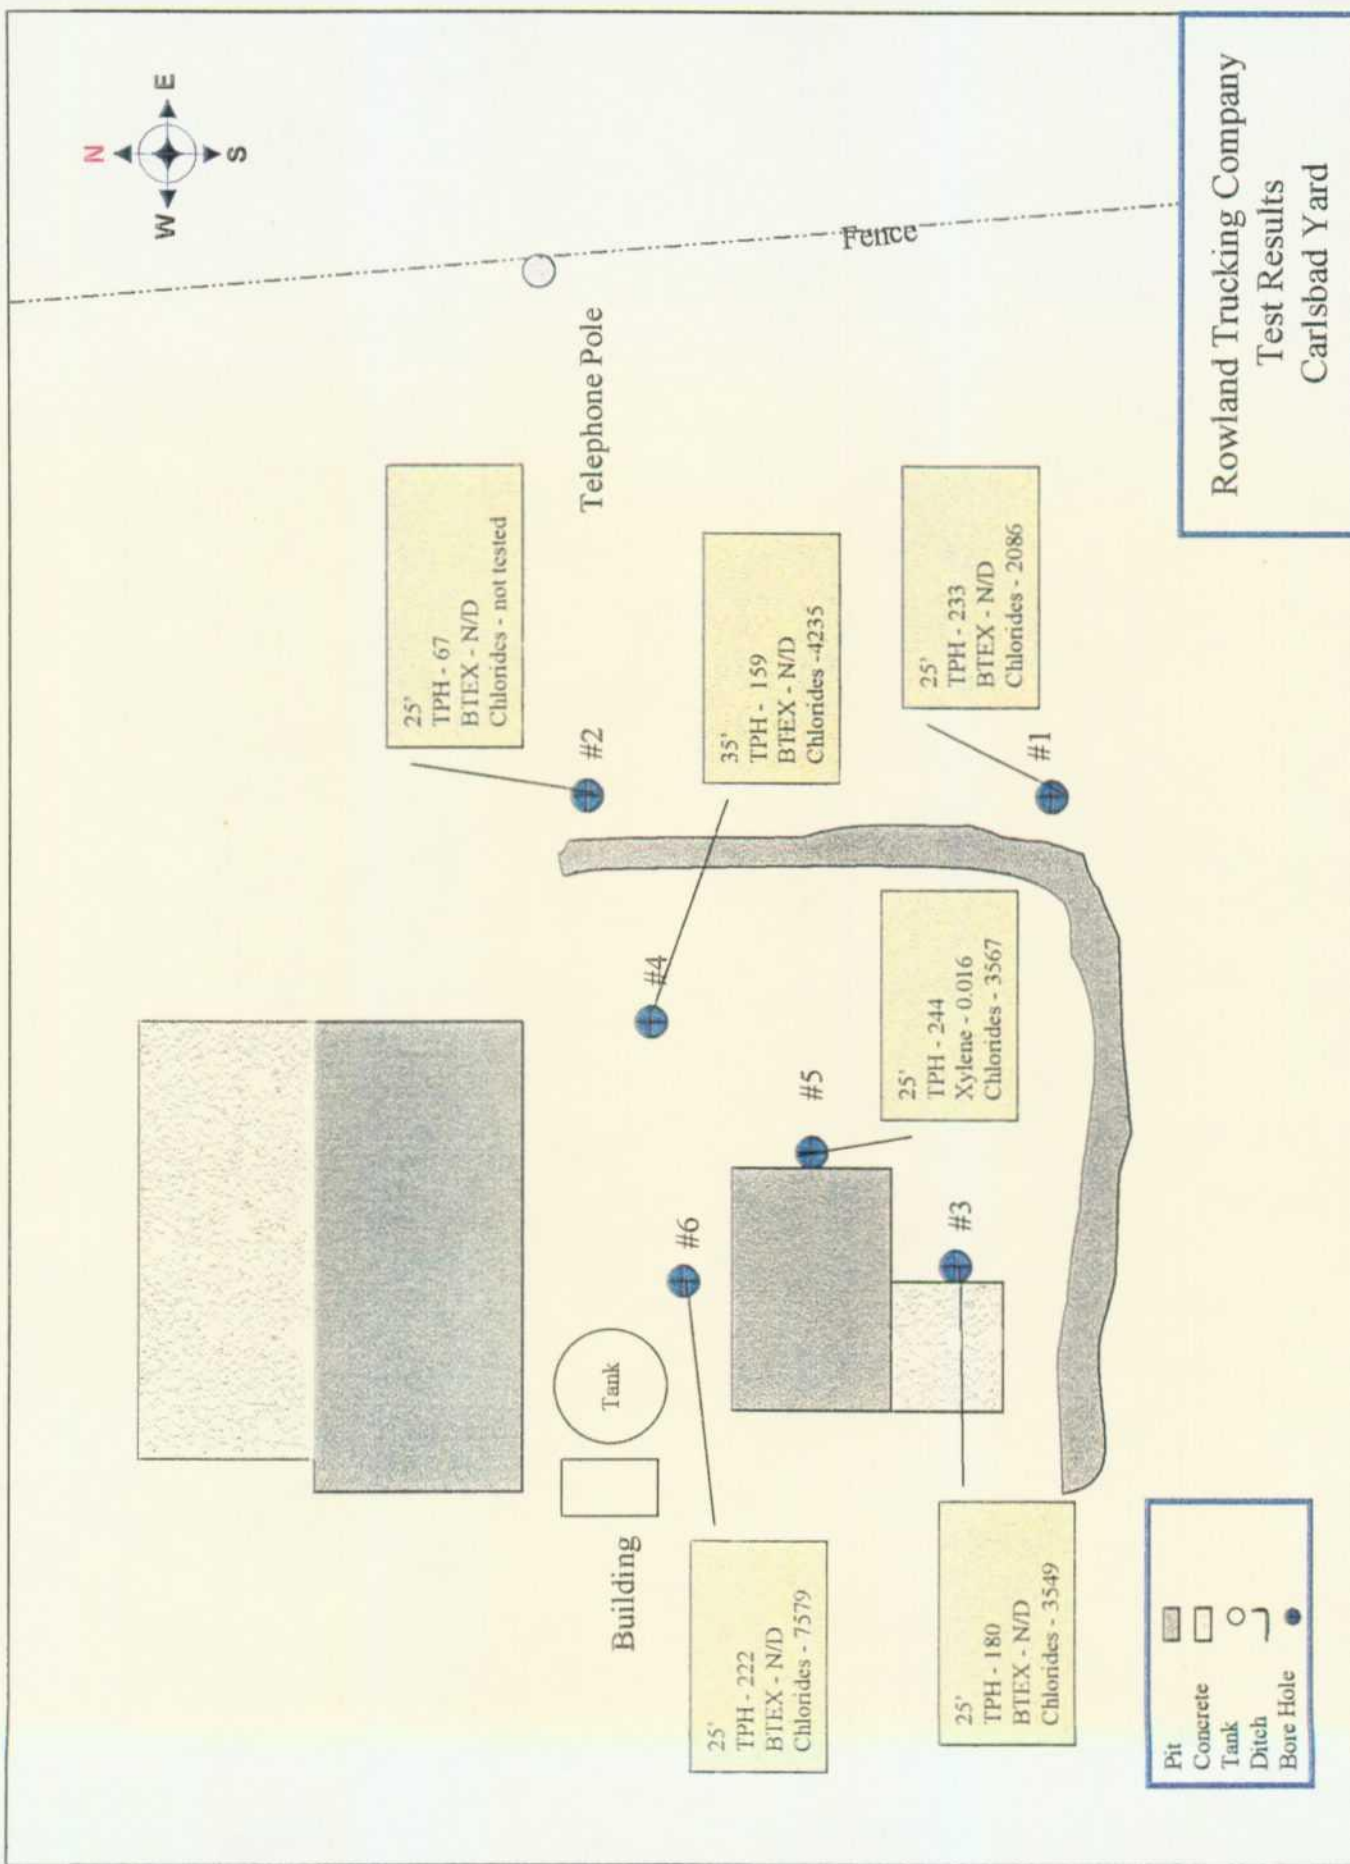 N
W E
S
25'
TPH - 67
BTEX - N/D
Chlorides - not tested
#2
Telephone Pole
Fence
35'
TPH - 159
BTEX - N/D
Chlorides -4235
#4
25'
TPH - 233
BTEX - N/D
Chlorides - 2086
#1
25'
TPH - 244
Xylene - 0.016
Chlorides - 3567
#5
#6
#3
Tank
Building
25'
TPH - 222
BTEX - N/D
Chlorides - 7579
25'
TPH - 180
BTEX - N/D
Chlorides - 3549
Pit
Concrete
Tank
Ditch
Bore Hole
Rowland Trucking Company
Test Results
Carlsbad Yard